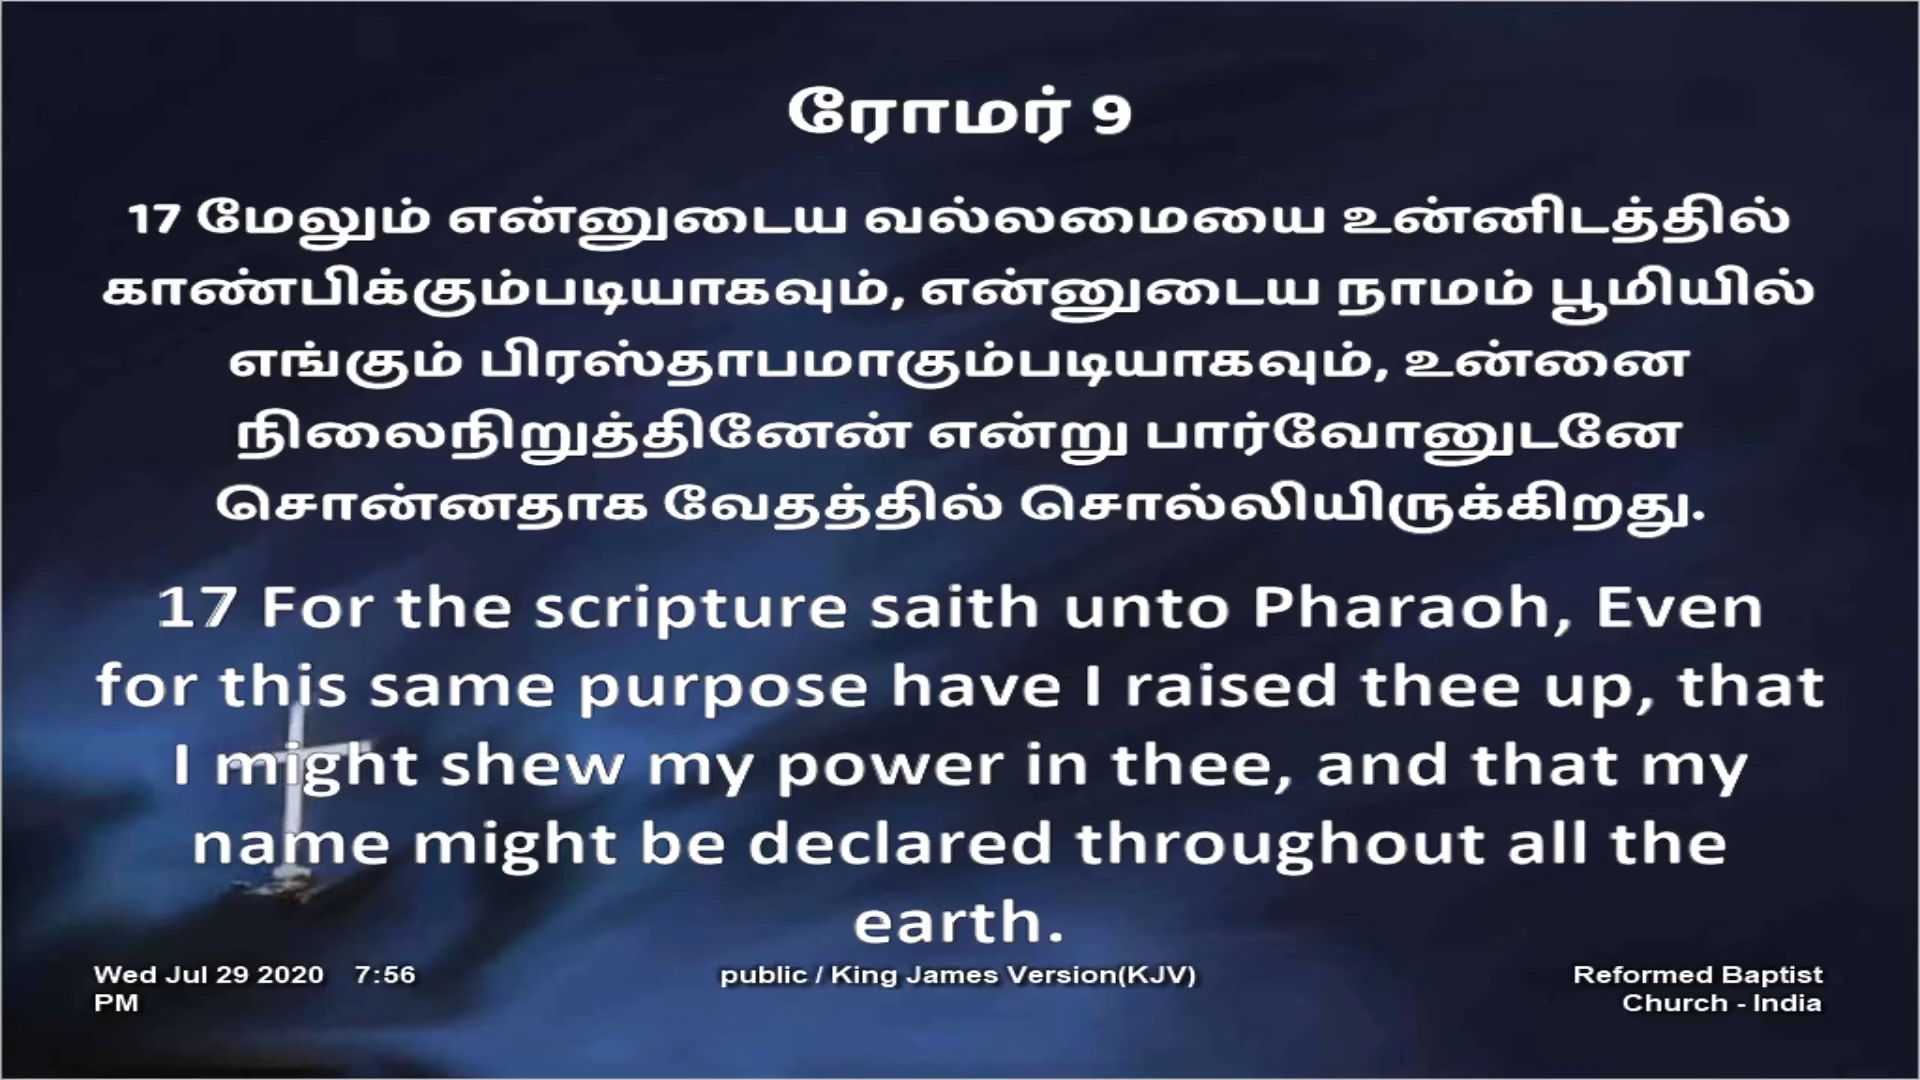 ரோமர் 9
17 மேலும் என்னுடைய வல்லமையை உன்னிடத்தில்
காண்பிக்கும்படியாகவும், என்னுடைய நாமம் பூமியில்
எங்கும் பிரஸ்தாபமாகும்படியாகவும், உன்னை
நிலைநிறுத்தினேன் என்று பார்வோனுடனே
சொன்னதாக வேதத்தில் சொல்லியிருக்கிறது.
17 For the scripture saith unto Pharaoh, Even
for this same purpose have I raised thee up, that
I might shew my power in thee, and that my
name might be declared throughout all the
earth.
Wed Jul 29 2020 7:56
PM
public / King James Version(KJV)
Reformed Baptist
Church - India